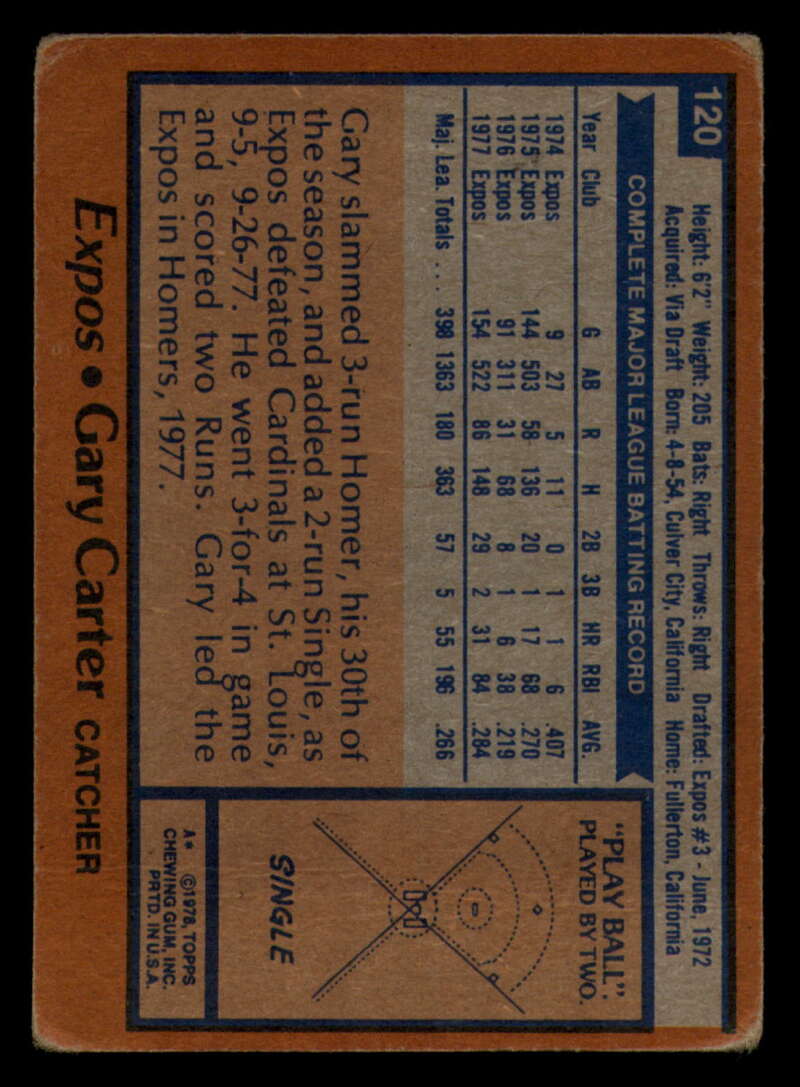 120
Height: 6'2" Weight: 205 Bats: Right Throws: Right Drafted: Expos #3 - June, 1972
Acquired: Via Draft Born: 4-8-54, Culver City, California Home: Fullerton, California
COMPLETE MAJOR LEAGUE BATTING RECORD
Year Club G AB R H 2B 3B HR RBI AVG.
1974 Expos 9 27 5 11 0 1 1 6 .407
1975 Expos 144 503 58 136 20 1 17 68 .270
1976 Expos 91 311 31 68 8 1 6 38 .219
1977 Expos 154 522 86 148 29 2 31 84 .284
Maj. Lea. Totals ... 398 1363 180 363 57 5 55 196 .266
Gary slammed 3-run Homer, his 30th of
the season, and added a 2-run Single, as
Expos defeated Cardinals at St. Louis,
9-5, 9-26-77. He went 3-for-4 in game
and scored two Runs. Gary led the
Expos in Homers, 1977.
"PLAY BALL":
PLAYED BY TWO.
SINGLE
A* ©1978, TOPPS
CHEWING GUM, INC.
PRTD. IN U.S.A.
Expos • Gary Carter CATCHER